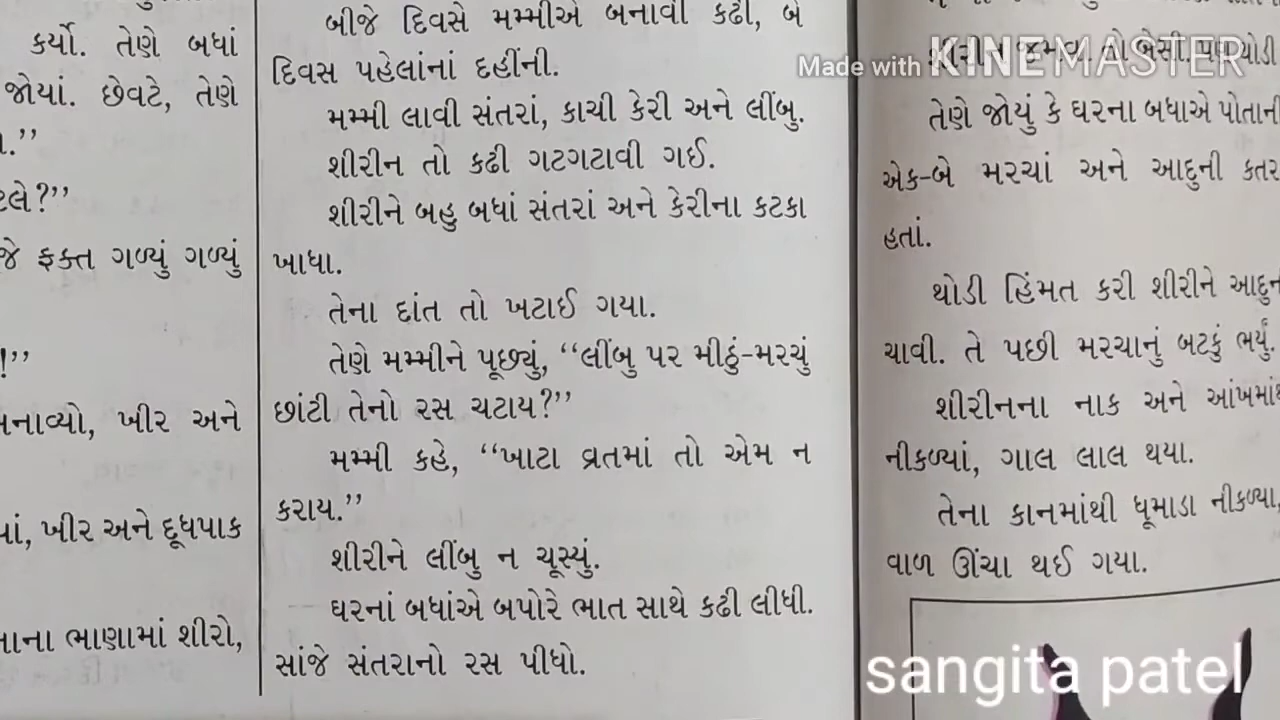 કર્યો. તેણે બધાં
જોયાં. છેવટે, તેણે
ફક્ત ગળ્યું ગળ્યું
ખીર અને
ખીર અને દૂધપાક
ભાણામાં શીરો,
બીજે દિવસે મમ્મીએ બનાવી કઢી, બે
દિવસ પહેલાંનાં દહીંની.
મમ્મી લાવી સંતરાં, કાચી કેરી અને લીંબુ.
શીરીન તો કઢી ગટગટાવી ગઈ.
શીરીને બહુ બધાં સંતરાં અને કેરીના કટકા
ખાધા.
તેના દાંત તો ખટાઈ ગયા.
તેણે મમ્મીને પૂછ્યું, “લીંબુ પર મીઠું-મરચું
છાંટી તેનો રસ ચટાય?”
મમ્મી કહે, “ખાટા વ્રતમાં તો એમ ન
કરાય.”
શીરીને લીંબુ ન ચૂસ્યું.
ઘરનાં બધાંએ બપોરે ભાત સાથે કઢી લીધી.
સાંજે સંતરાનો રસ પીધો.
Made with KINEMASTER
તેણે જોયું કે ઘરના બધાએ પોતાની
એક-બે મરચાં અને આદુની
હતાં.
થોડી હિંમત કરી શીરીને
ચાવી. તે પછી મરચાનું બટકું ભર્યું.
શીરીનના નાક અને
નીકળ્યાં, ગાલ લાલ થયા.
તેના કાનમાંથી ધૂમાડા નીકળ્યા,
વાળ ઊંચા થઈ ગયા.
sangita patel